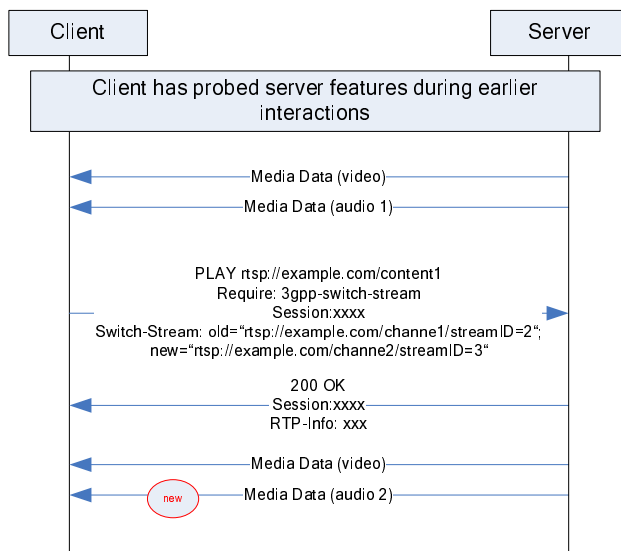 Client
Server
Client has probed server features during earlier
interactions
Media Data (video)
Media Data (audio 1)
PLAY rtsp://example.com/content1
Require: 3gpp-switch-stream
Session:xxxx
Switch-Stream: old=“rtsp://example.com/channe1/streamID=2“;
new=“rtsp://example.com/channe2/streamID=3“
200 OK
Session:xxxx
RTP-Info: xxx
Media Data (video)
new
Media Data (audio 2)